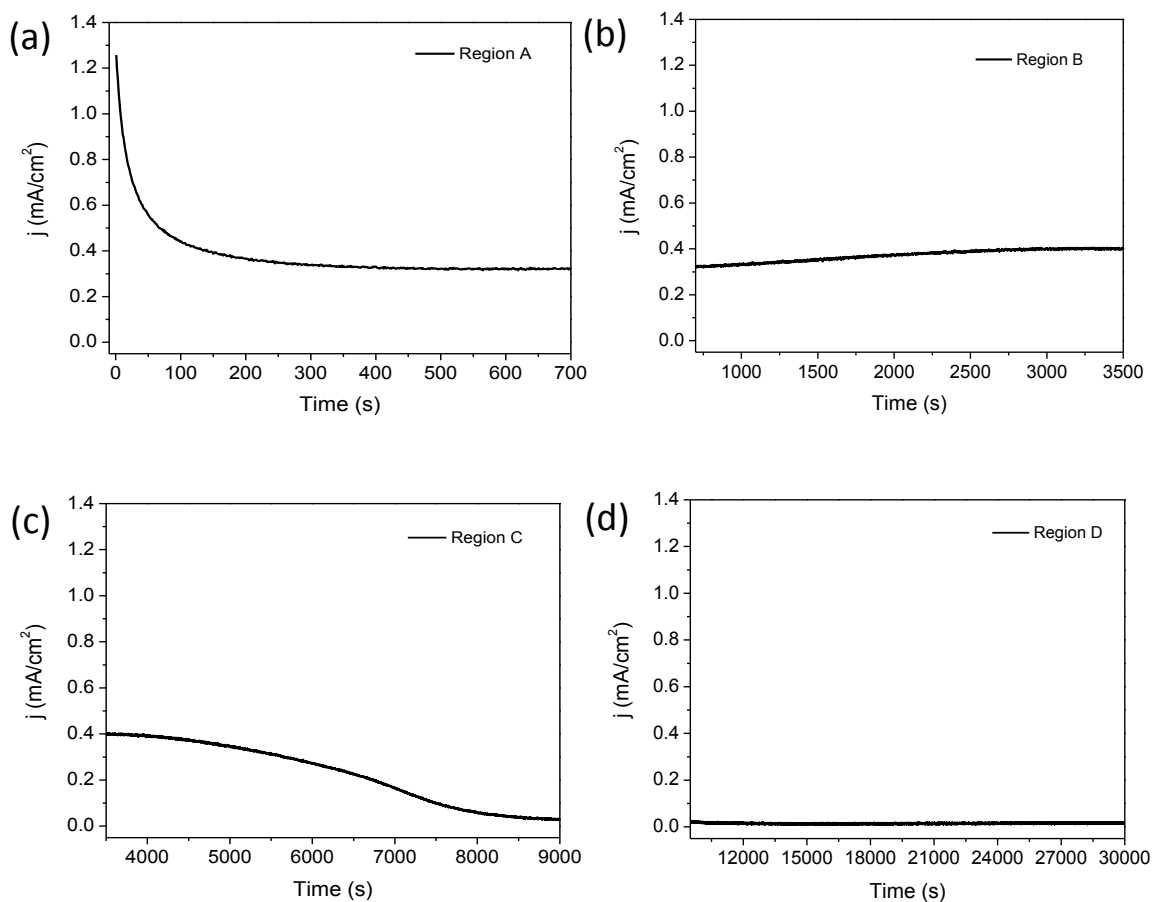 (a)
Region A
1.4
1.2
1.0
0.8
0.6
0.4
0.2
0.0
j (mA/cm²)
0 100 200 300 400 500 600 700
Time (s)
(b)
Region B
1.4
1.2
1.0
0.8
0.6
0.4
0.2
0.0
j (mA/cm²)
1000 1500 2000 2500 3000 3500
Time (s)
(c)
Region C
1.4
1.2
1.0
0.8
0.6
0.4
0.2
0.0
j (mA/cm²)
4000 5000 6000 7000 8000 9000
Time (s)
(d)
Region D
1.4
1.2
1.0
0.8
0.6
0.4
0.2
0.0
j (mA/cm²)
12000 15000 18000 21000 24000 27000 30000
Time (s)